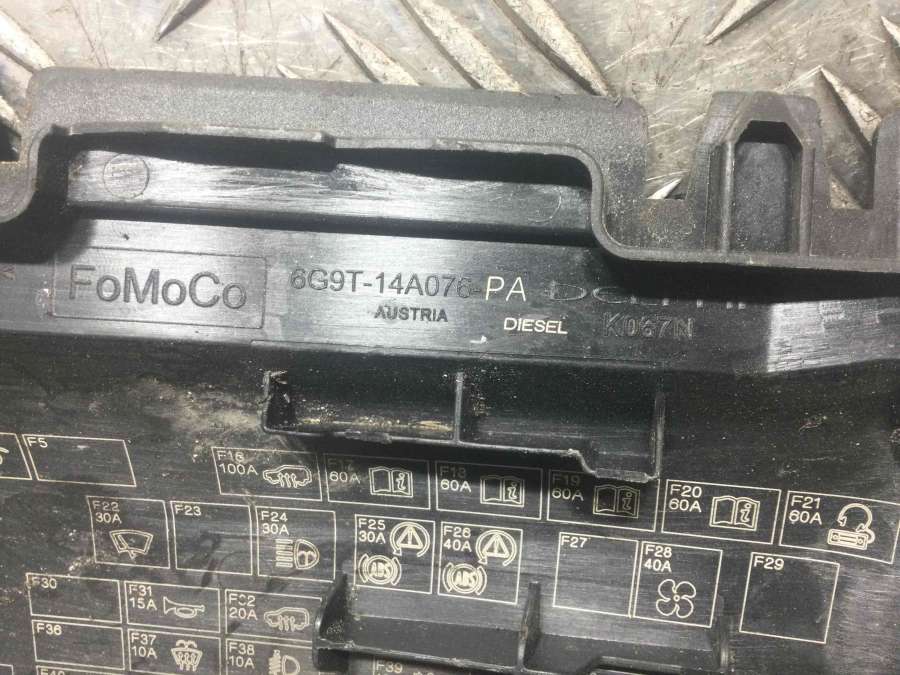 FoMoCo 6G9T-14A076-PA DELPHI
AUSTRIA DIESEL K067N
F5
F16 100A
F17 60A
F18 60A
F19 60A
F20 60A
F21 60A
F22 30A
F23
F24 30A
F25 30A ABS
F26 40A ABS
F27
F28 40A
F29
F30
F31 15A
F32 20A
F36
F37 10A
F38 10A
F39